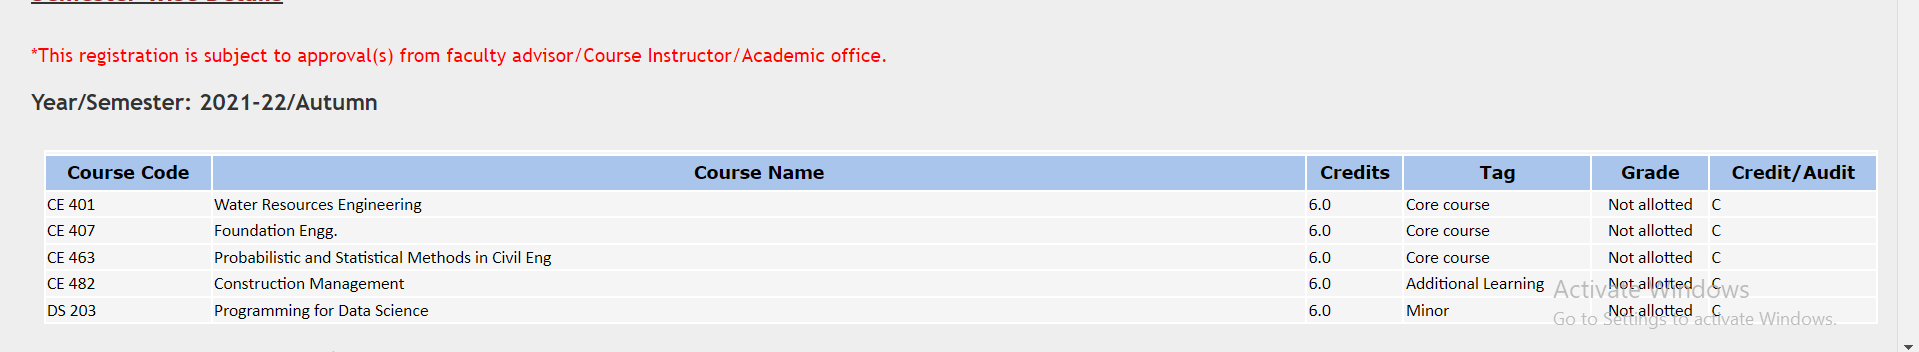 Semester-wise Details
*This registration is subject to approval(s) from faculty advisor/Course Instructor/Academic office.
Year/Semester: 2021-22/Autumn
Course Code Course Name Credits Tag Grade Credit/Audit
CE 401 Water Resources Engineering 6.0 Core course Not allotted C
CE 407 Foundation Engg. 6.0 Core course Not allotted C
CE 463 Probabilistic and Statistical Methods in Civil Eng 6.0 Core course Not allotted C
CE 482 Construction Management 6.0 Additional Learning Not allotted C
DS 203 Programming for Data Science 6.0 Minor Not allotted C
Activate Windows
Go to Settings to activate Windows.